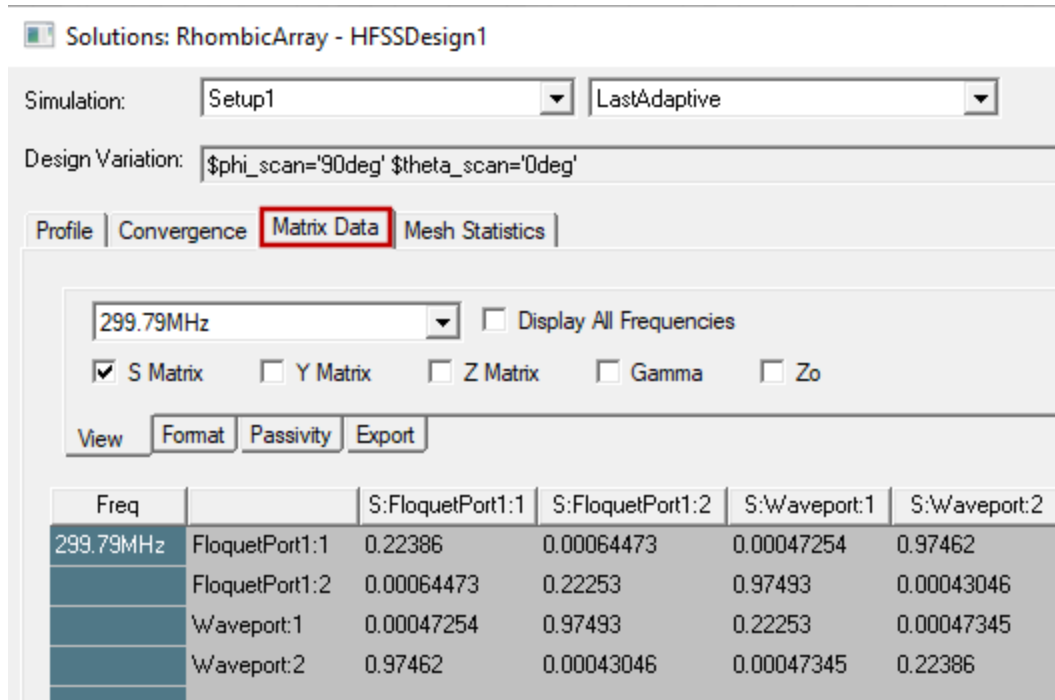 Solutions: RhombicArray - HFSSDesign1
Simulation: Setup1 LastAdaptive
Design Variation: $phi_scan='90deg' $theta_scan='0deg'
Profile Convergence Matrix Data Mesh Statistics
299.79MHz Display All Frequencies
S Matrix Y Matrix Z Matrix Gamma Zo
View Format Passivity Export
Freq S:FloquetPort1:1 S:FloquetPort1:2 S:Waveport:1 S:Waveport:2
299.79MHz FloquetPort1:1 0.22386 0.00064473 0.00047254 0.97462
FloquetPort1:2 0.00064473 0.22253 0.97493 0.00043046
Waveport:1 0.00047254 0.97493 0.22253 0.00047345
Waveport:2 0.97462 0.00043046 0.00047345 0.22386